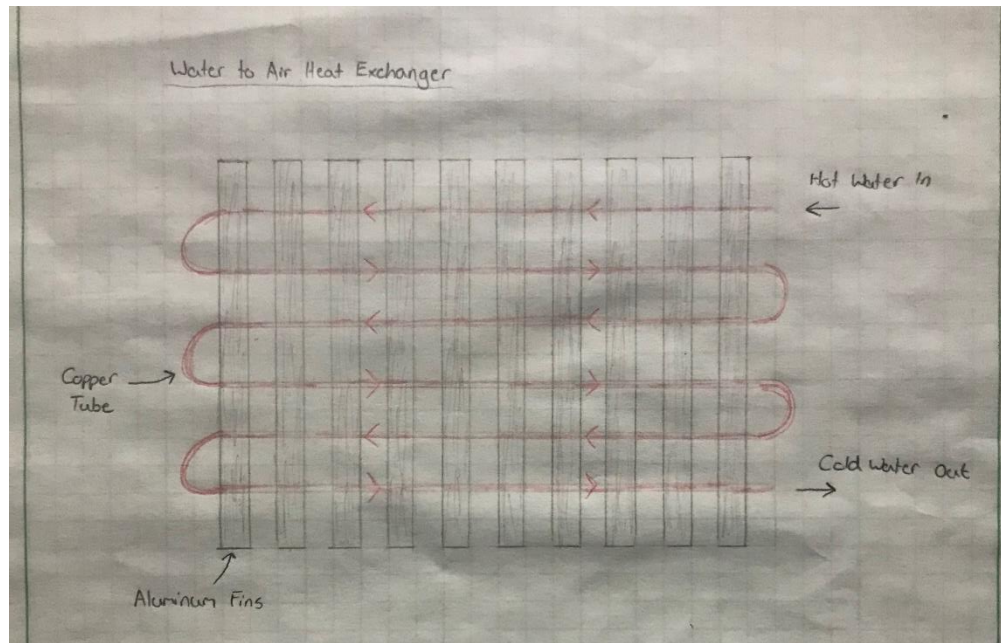 Water to Air Heat Exchanger
Hot Water In
Copper
Tube
Cold Water Out
Aluminum Fins